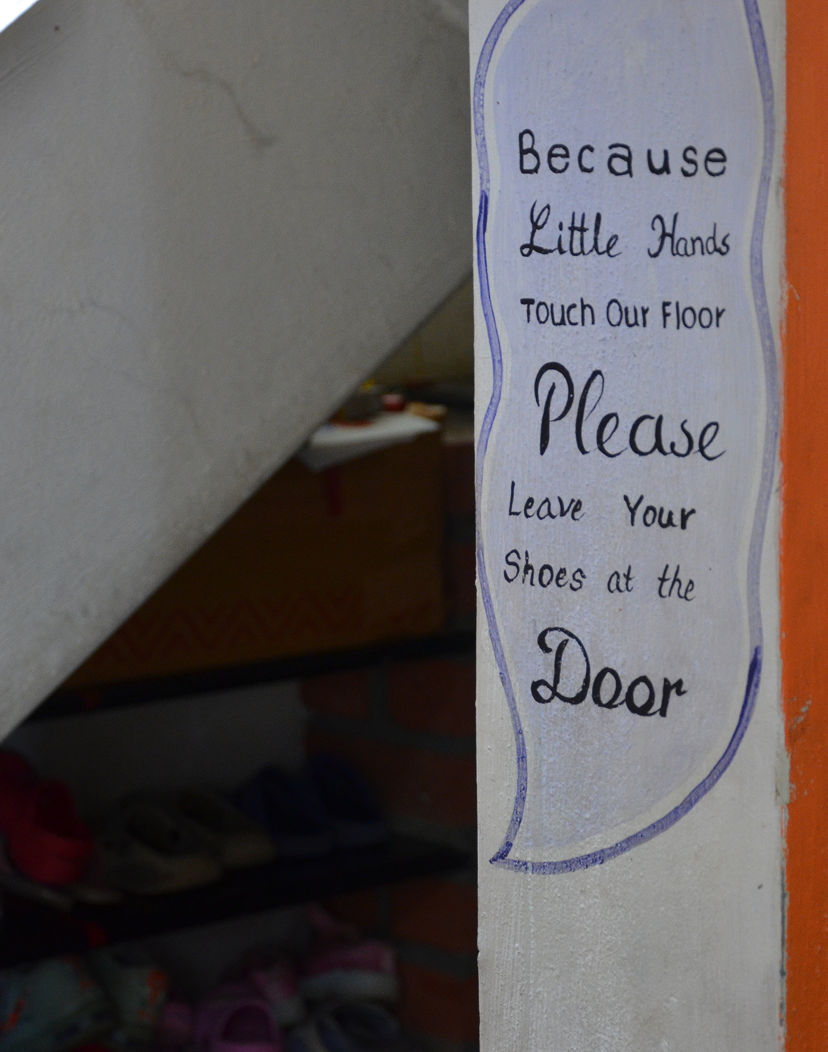 Because
Little Hands
Touch Our Floor
Please
Leave Your
Shoes at the
Door